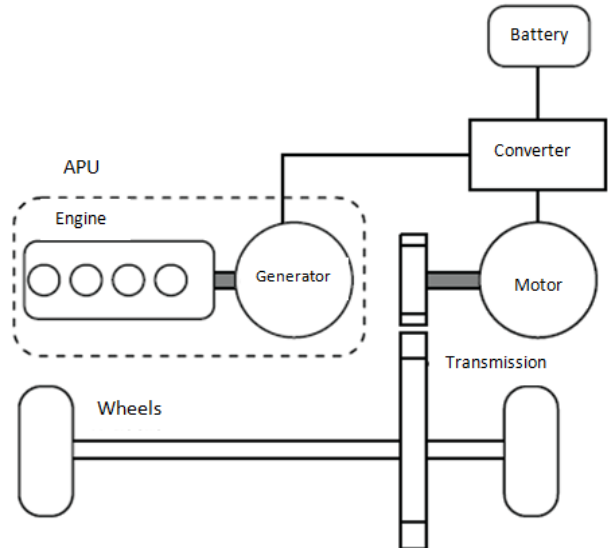 Battery
Converter
APU
Engine
Generator
Motor
Transmission
Wheels